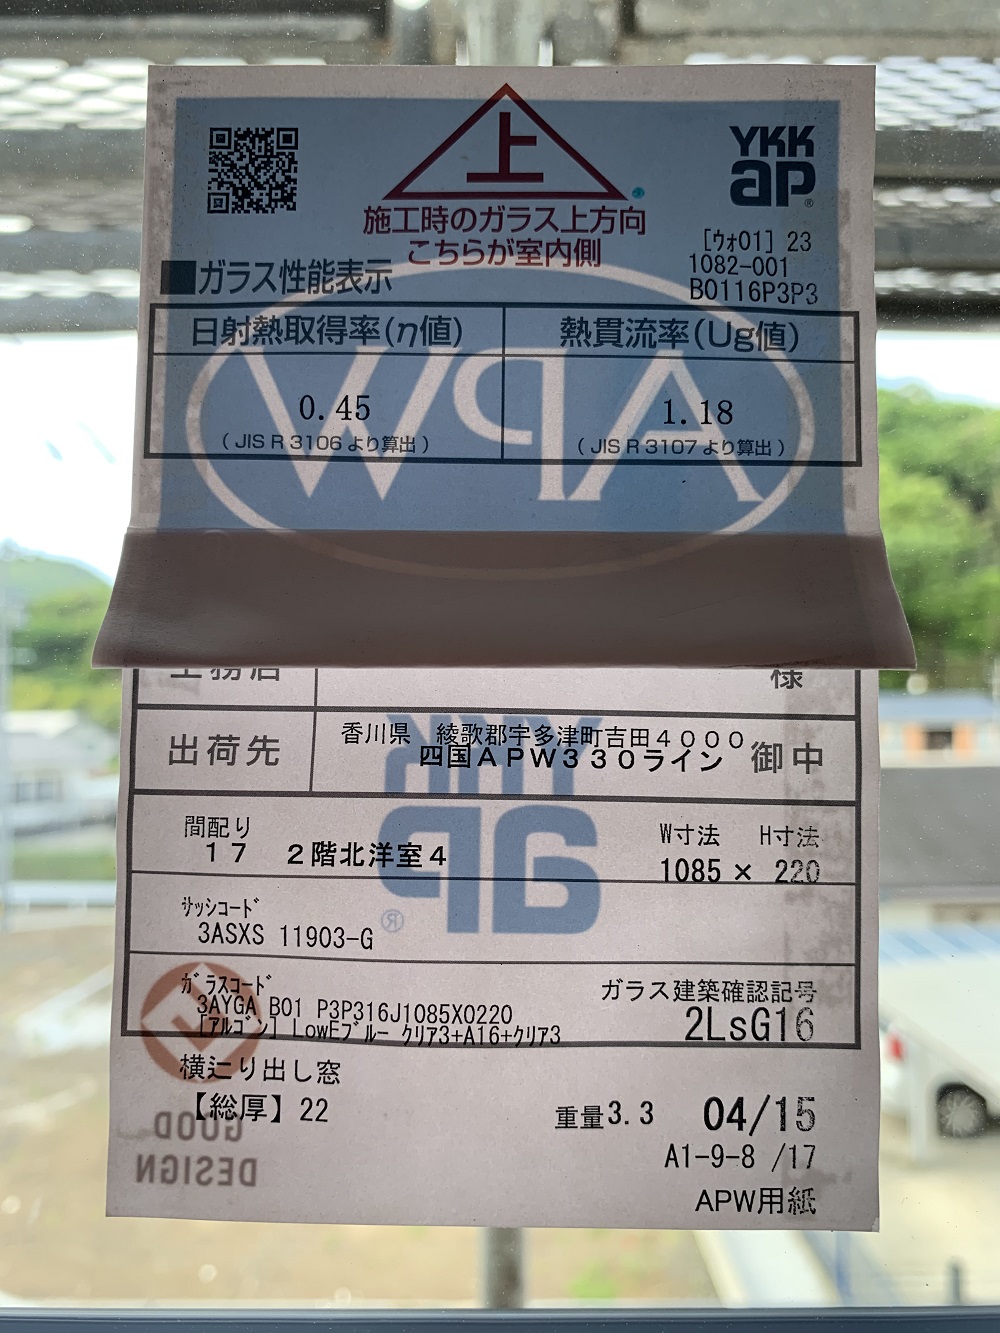 上
YKK
ap®
施工時のガラス上方向
こちらが室内側
[ウォ01] 23
1082-001
B0116P3P3
■ガラス性能表示
日射熱取得率(η値)
熱貫流率(Ug値)
0.45
1.18
(JIS R 3106 より算出)
(JIS R 3107 より算出)
APW
工務店
様
出荷先
香川県 綾歌郡宇多津町吉田4000
四国APW330ライン
御中
間配り
W寸法 H寸法
17 2階北洋室4
1085 × 220
YKK
ap®
サッシコード
3ASXS 11903-G
ガラスコード
ガラス建築確認記号
3AYGA B01 P3P316J1085X0220
[アルゴン] LowEブルー クリア3+A16+クリア3
2LsG16
横辷り出し窓
【総厚】22
重量3.3
04/15
GOOD
DESIGN
A1-9-8 /17
APW用紙